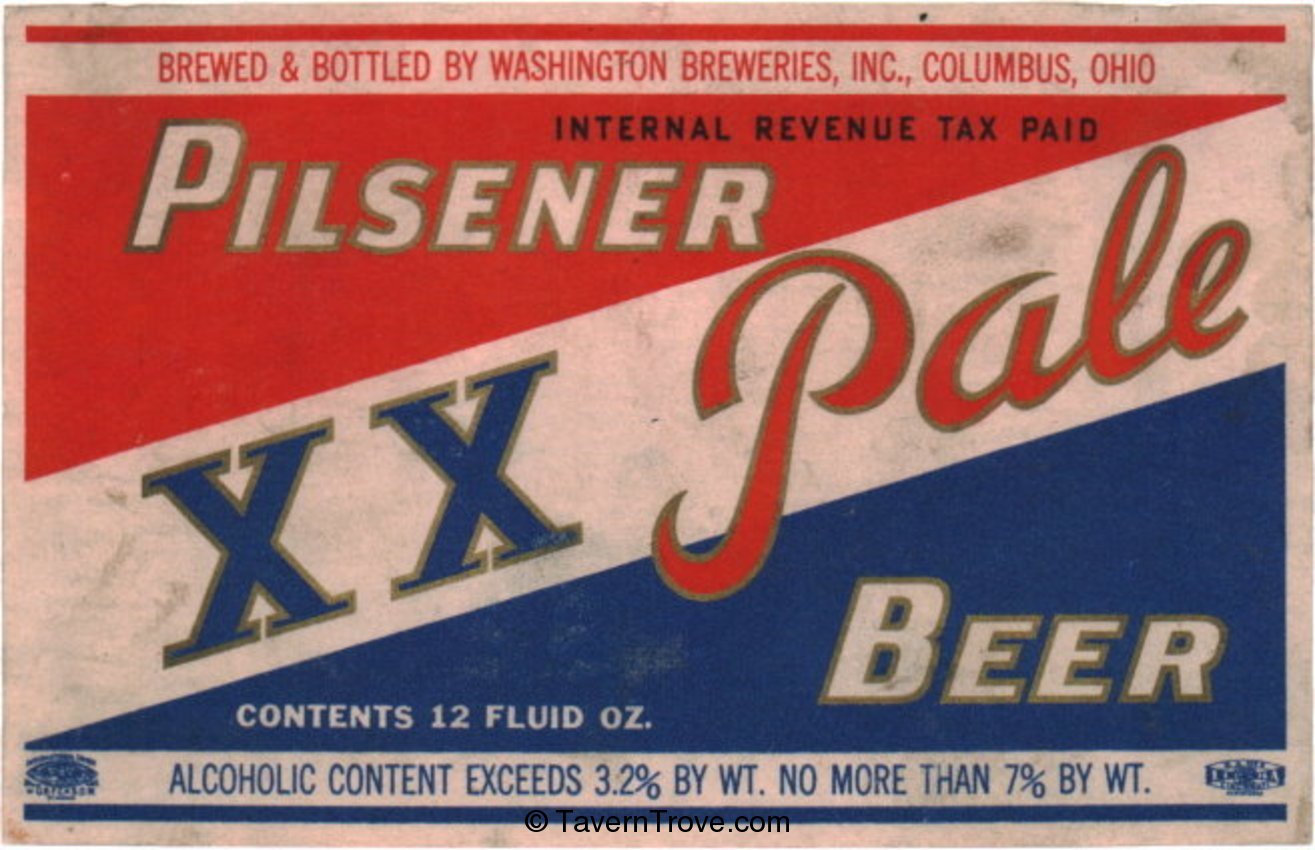 BREWED & BOTTLED BY WASHINGTON BREWERIES, INC., COLUMBUS, OHIO
INTERNAL REVENUE TAX PAID
PILSENER
XX Pale
BEER
CONTENTS 12 FLUID OZ.
ALCOHOLIC CONTENT EXCEEDS 3.2% BY WT. NO MORE THAN 7% BY WT.
© TavernTrove.com